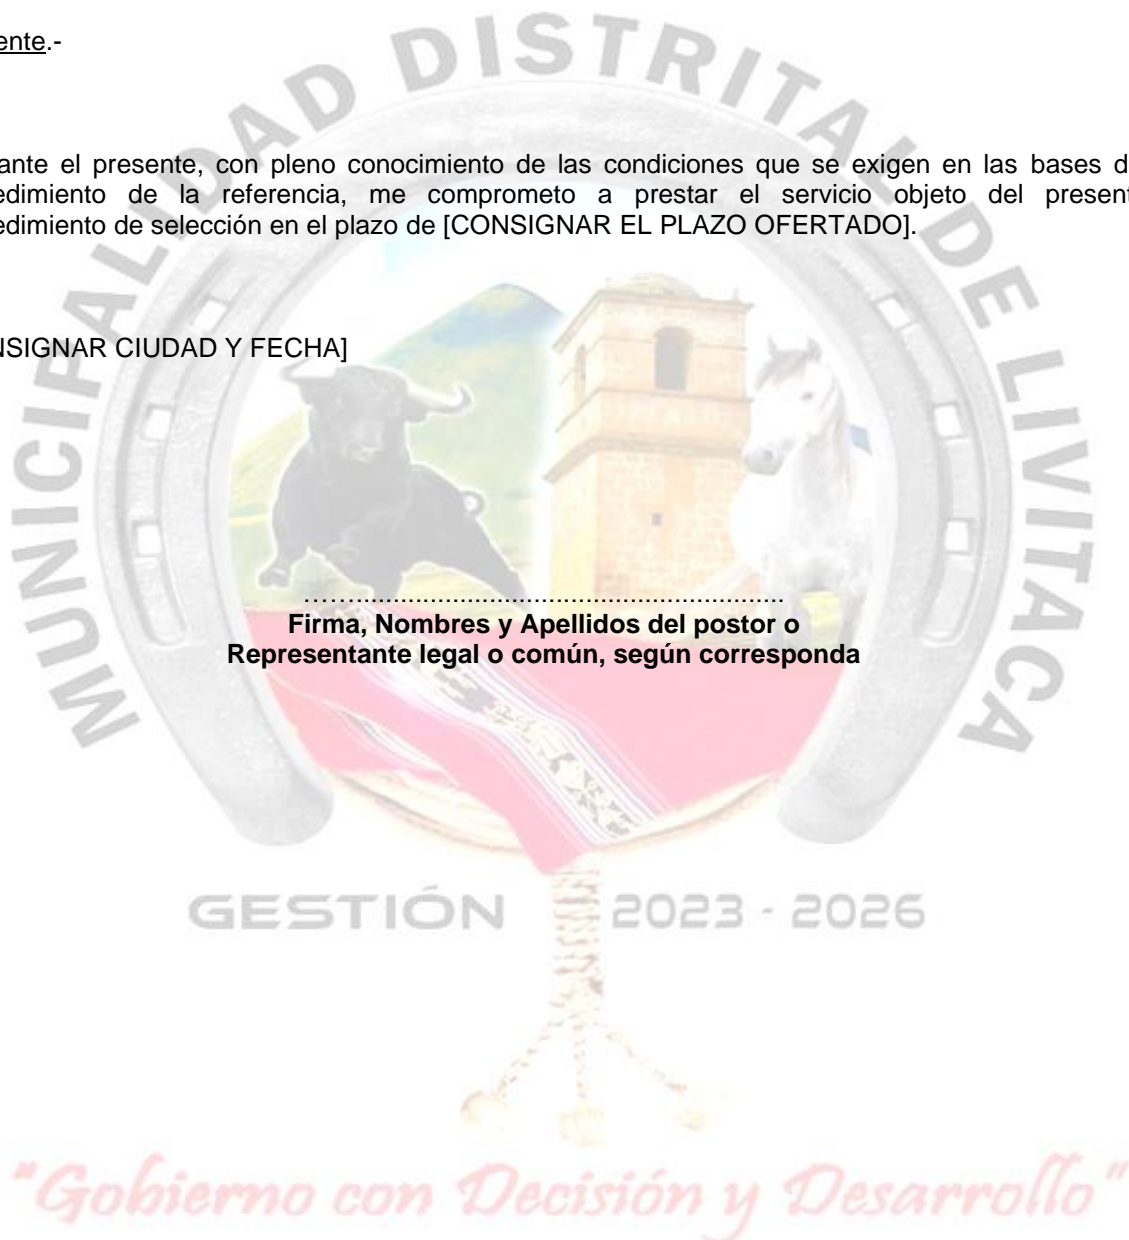 ente.-
ante el presente, con pleno conocimiento de las condiciones que se exigen en las bases d
edimiento de la referencia, me comprometo a prestar el servicio objeto del present
edimiento de selección en el plazo de [CONSIGNAR EL PLAZO OFERTADO].
NSIGNAR CIUDAD Y FECHA]
MUNICIPALIDAD DISTRITAL DE LIVITACA
................................................................
Firma, Nombres y Apellidos del postor o
Representante legal o común, según corresponda
GESTIÓN 2023 - 2026
"Gobierno con Decisión y Desarrollo"